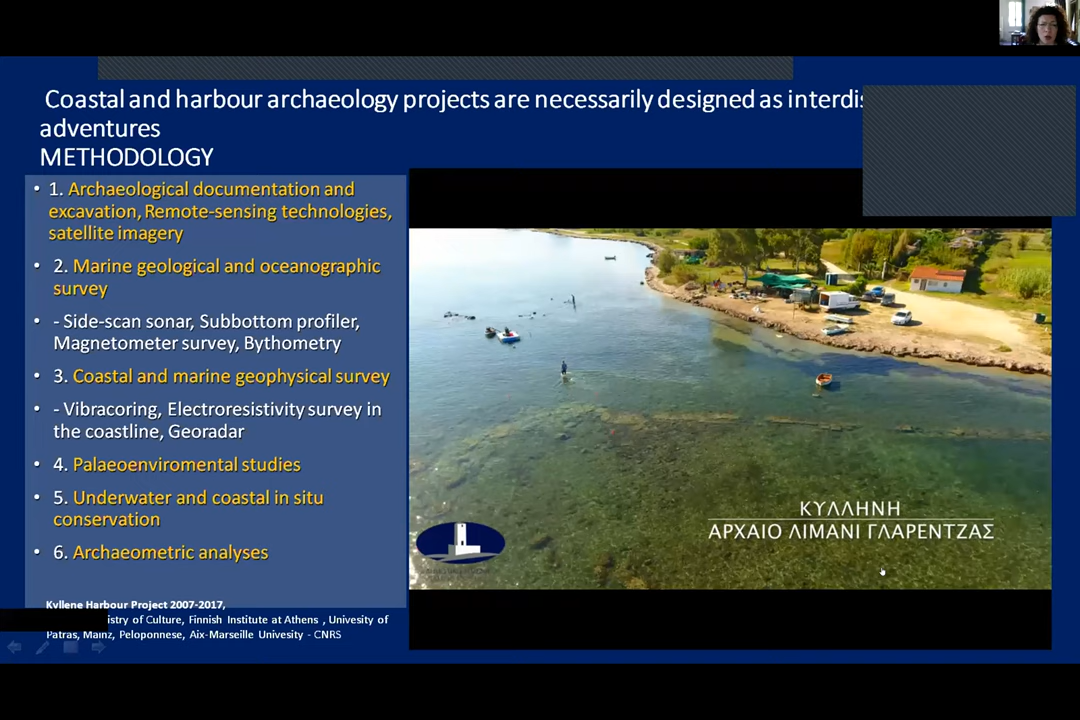 Coastal and harbour archaeology projects are necessarily designed as
adventures
METHODOLOGY
• 1. Archaeological documentation and
excavation, Remote-sensing technologies,
satellite imagery
• 2. Marine geological and oceanographic
survey
• - Side-scan sonar, Subbottom profiler,
Magnetometer survey, Bythometry
• 3. Coastal and marine geophysical survey
• - Vibracoring, Electroresistivity survey in
the coastline, Georadar
• 4. Palaeoenviromental studies
• 5. Underwater and coastal in situ
conservation
• 6. Archaeometric analyses
ΚΥΛΛΗΝΗ
ΑΡΧΑΙΟ ΛΙΜΑΝΙ ΓΛΑΡΕΝΤΖΑΣ
Kyllene Harbour Project 2007-2017,
of Culture, Finnish Institute at Athens , Univesity of
Patras, Mainz, Peloponnese, Aix-Marseille Univesity - CNRS